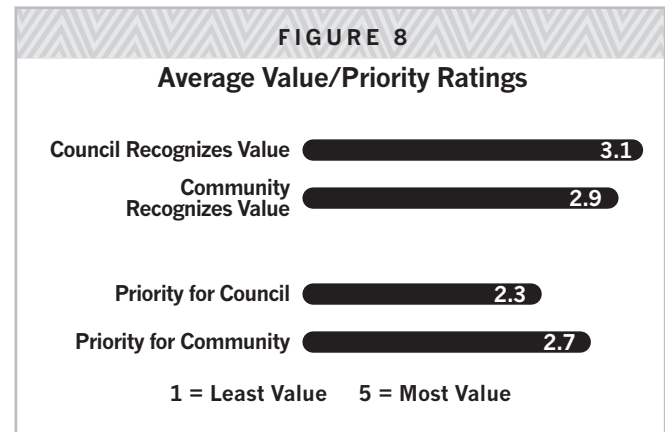 FIGURE 8
Average Value/Priority Ratings
Council Recognizes Value 3.1
Community
Recognizes Value 2.9
Priority for Council 2.3
Priority for Community 2.7
1 = Least Value 5 = Most Value